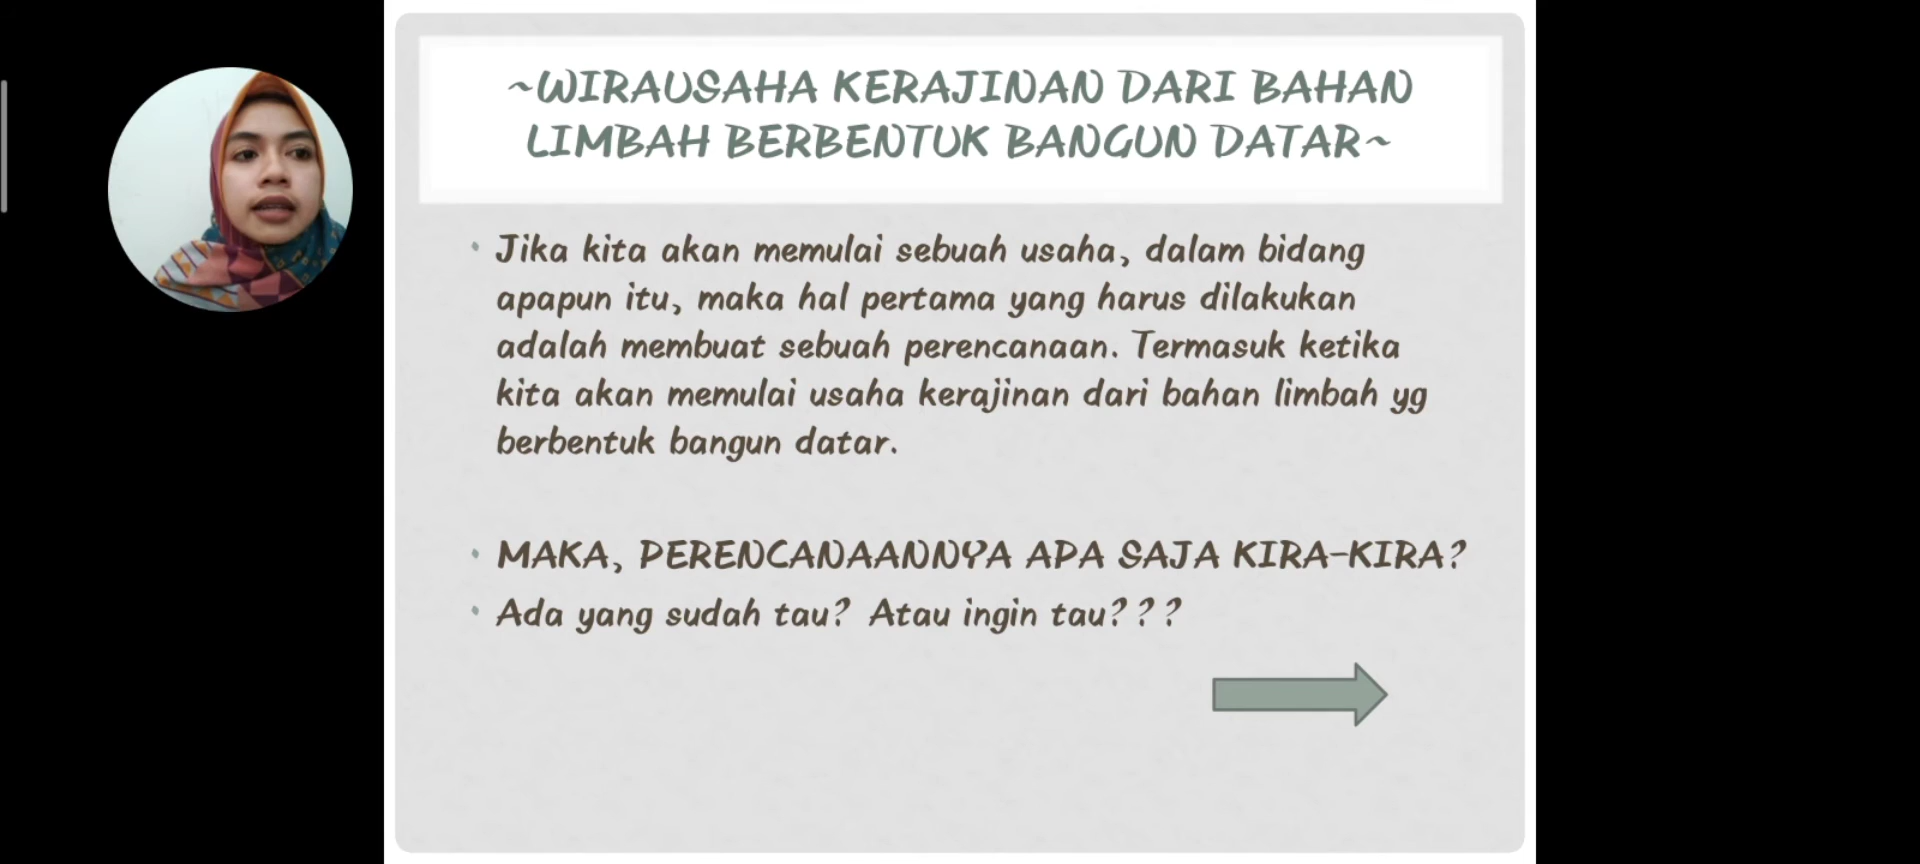 ~WIRAUSAHA KERAJINAN DARI BAHAN
LIMBAH BERBENTUK BANGUN DATAR~
• Jika kita akan memulai sebuah usaha, dalam bidang
apapun itu, maka hal pertama yang harus dilakukan
adalah membuat sebuah perencanaan. Termasuk ketika
kita akan memulai usaha kerajinan dari bahan limbah yg
berbentuk bangun datar.
• MAKA, PERENCANAANNYA APA SAJA KIRA-KIRA?
• Ada yang sudah tau? Atau ingin tau???